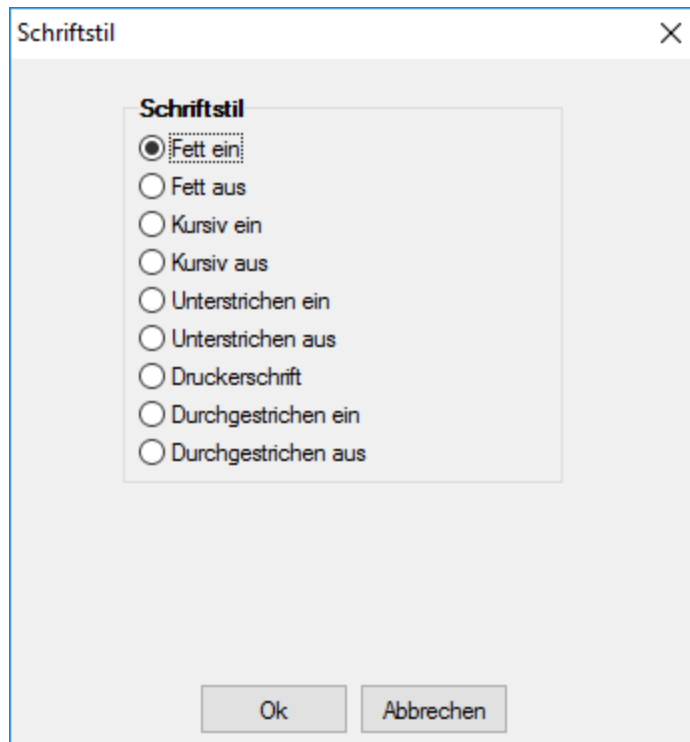 Schriftstil
Schriftstil
Fett ein
Fett aus
Kursiv ein
Kursiv aus
Unterstrichen ein
Unterstrichen aus
Druckerschrift
Durchgestrichen ein
Durchgestrichen aus
Ok Abbrechen